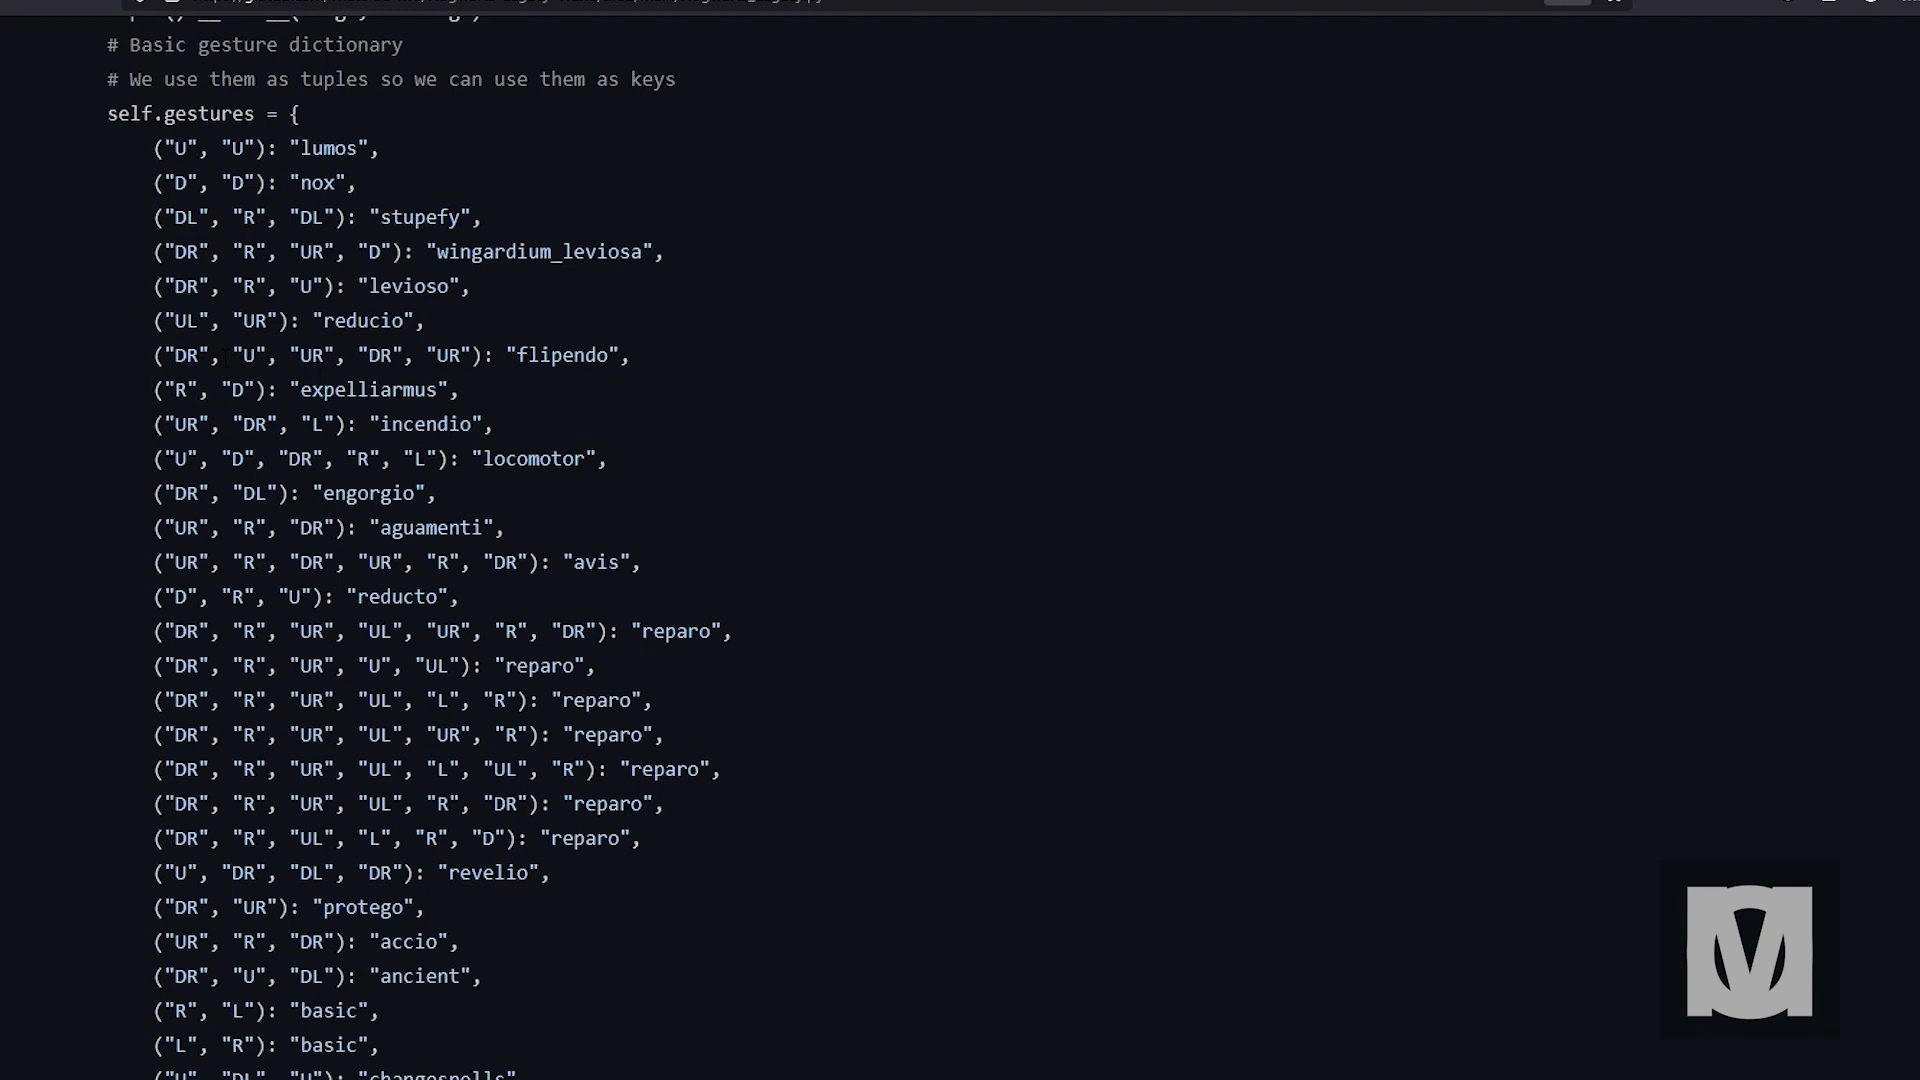 # Basic gesture dictionary
# We use them as tuples so we can use them as keys
self.gestures = {
("U", "U"): "lumos",
("D", "D"): "nox",
("DL", "R", "DL"): "stupefy",
("DR", "R", "UR", "D"): "wingardium_leviosa",
("DR", "R", "U"): "levioso",
("UL", "UR"): "reducio",
("DR", "U", "UR", "DR", "UR"): "flipendo",
("R", "D"): "expelliarmus",
("UR", "DR", "L"): "incendio",
("U", "D", "DR", "R", "L"): "locomotor",
("DR", "DL"): "engorgio",
("UR", "R", "DR"): "aguamenti",
("UR", "R", "DR", "UR", "R", "DR"): "avis",
("D", "R", "U"): "reducto",
("DR", "R", "UR", "UL", "UR", "R", "DR"): "reparo",
("DR", "R", "UR", "U", "UL"): "reparo",
("DR", "R", "UR", "UL", "L", "R"): "reparo",
("DR", "R", "UR", "UL", "UR", "R"): "reparo",
("DR", "R", "UR", "UL", "L", "UL", "R"): "reparo",
("DR", "R", "UR", "UL", "R", "DR"): "reparo",
("DR", "R", "UL", "L", "R", "D"): "reparo",
("U", "DR", "DL", "DR"): "revelio",
("DR", "UR"): "protego",
("UR", "R", "DR"): "accio",
("DR", "U", "DL"): "ancient",
("R", "L"): "basic",
("L", "R"): "basic",
("U", "DL", "U"): "changespells"